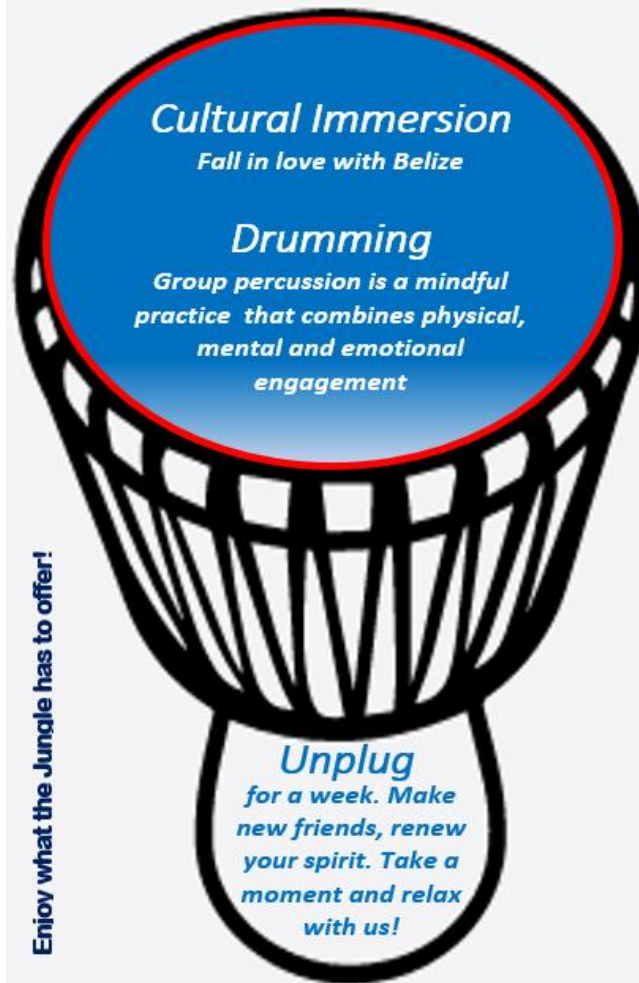 Cultural Immersion
Fall in love with Belize
Drumming
Group percussion is a mindful
practice that combines physical,
mental and emotional
engagement
Enjoy what the Jungle has to offer!
Unplug
for a week. Make
new friends, renew
your spirit. Take a
moment and relax
with us!